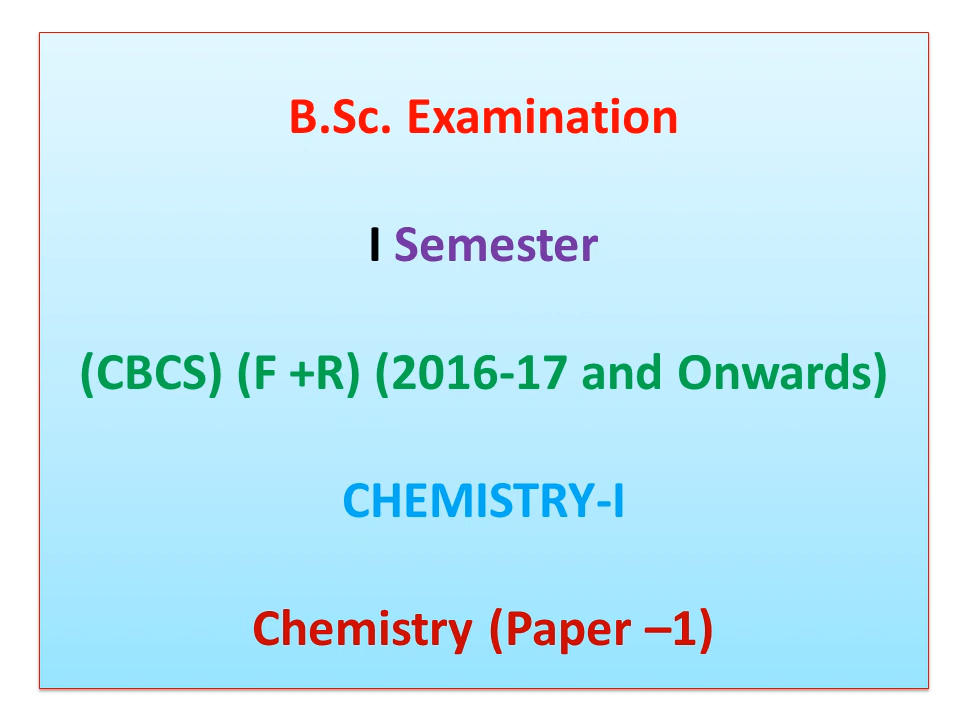 B.Sc. Examination
I Semester
(CBCS) (F +R) (2016-17 and Onwards)
CHEMISTRY-I
Chemistry (Paper –1)